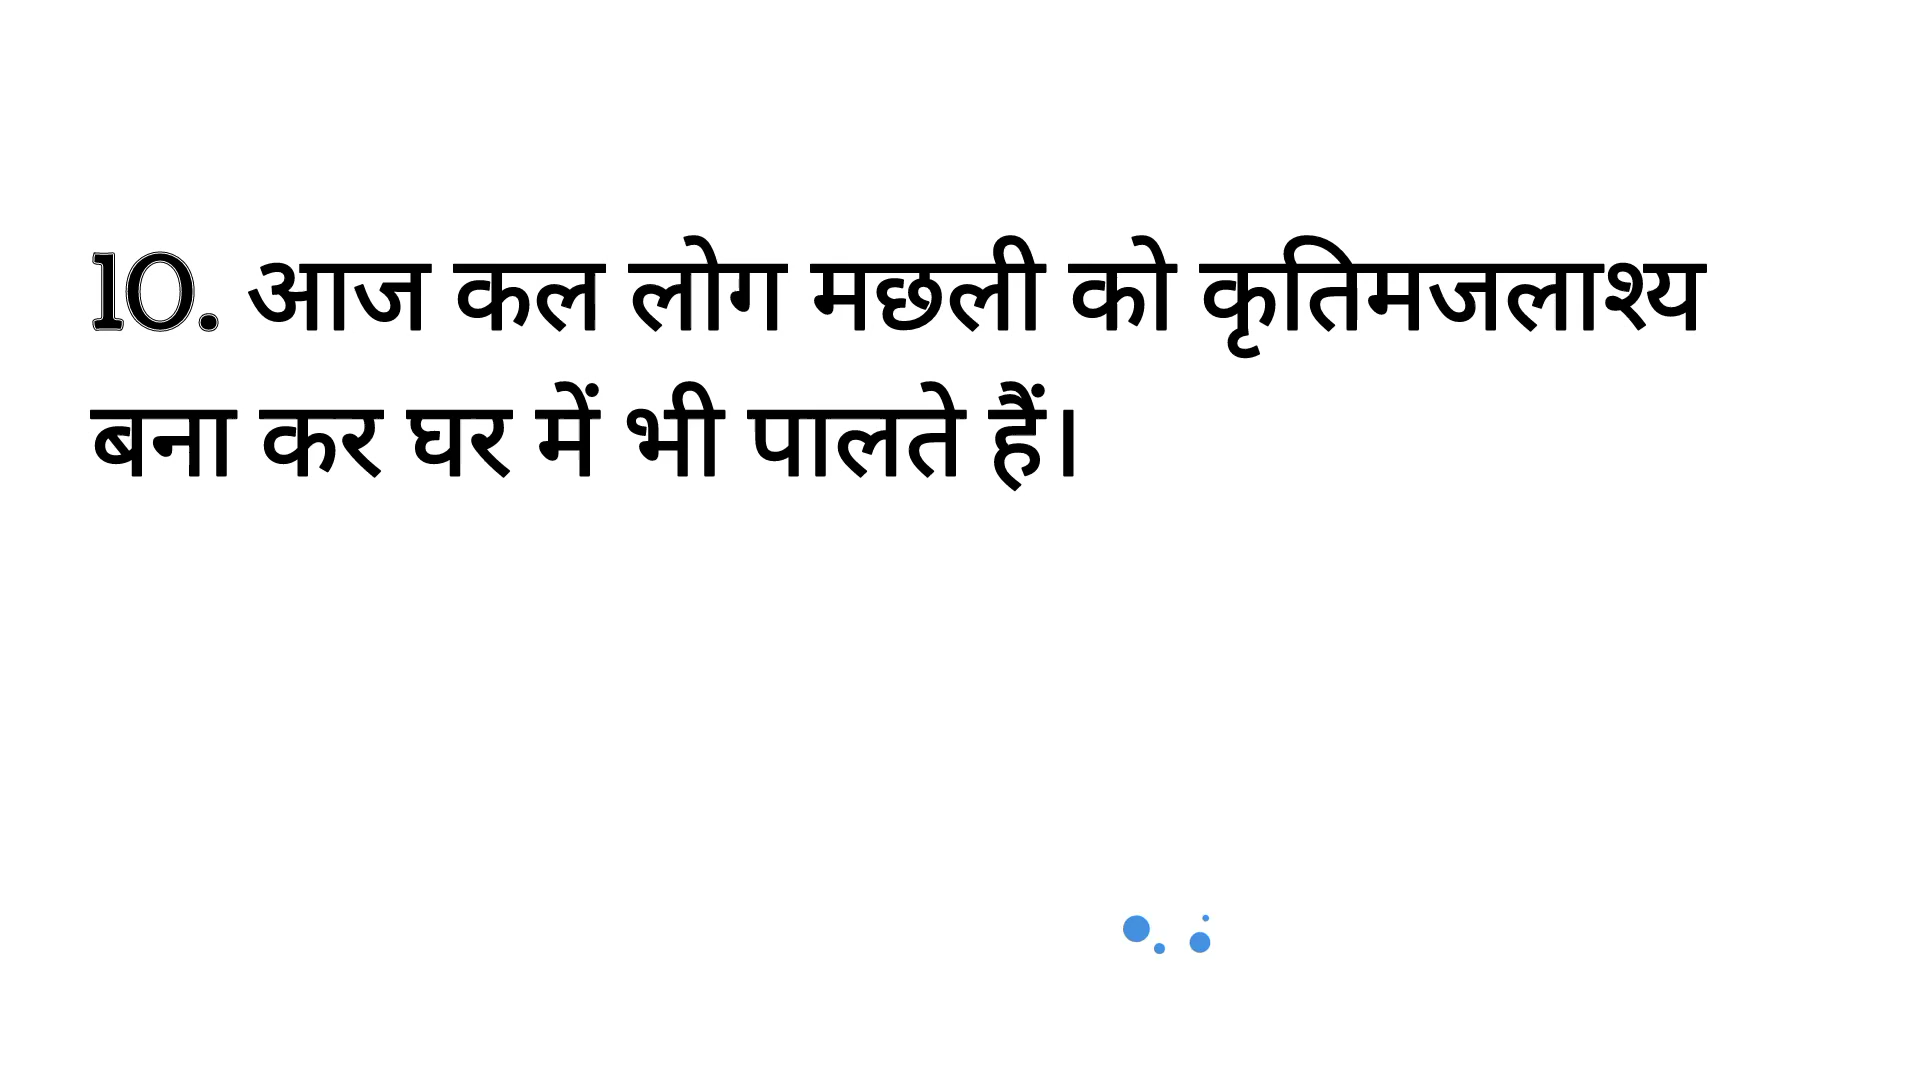 10. आज कल लोग मछली को कृतिमजलाश्य
बना कर घर में भी पालते हैं।